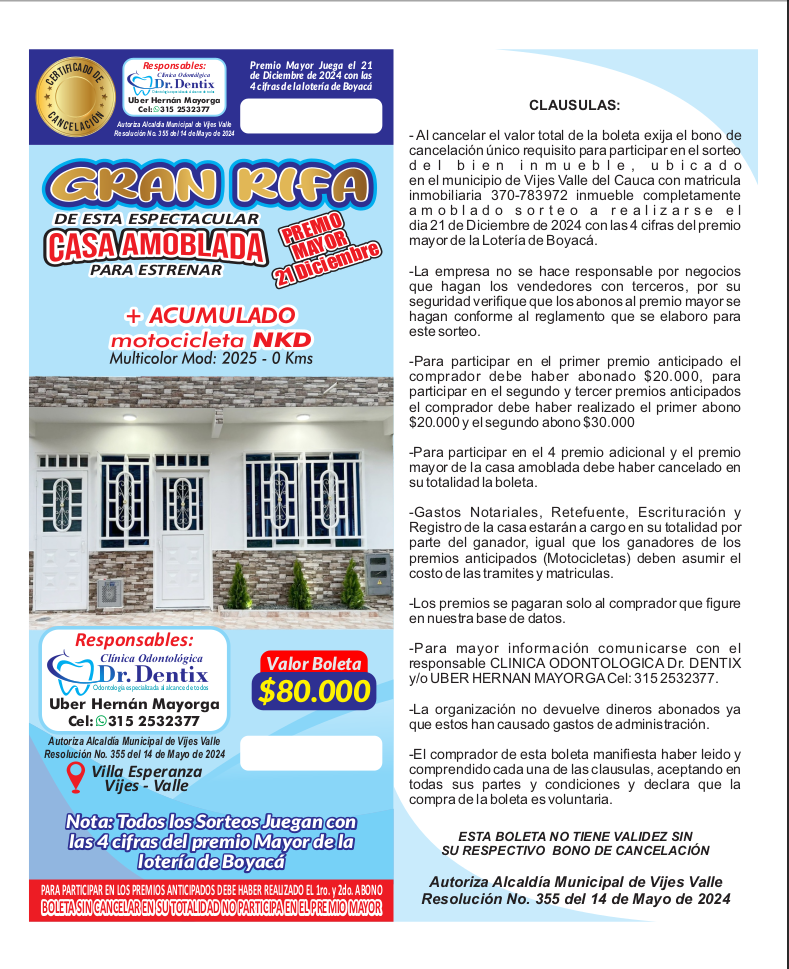 CERTIFICADO DE
CANCELACIÓN
Responsables:
Clínica Odontológica
Dr. Dentix
Odontología especializada al alcance de todos
Uber Hernán Mayorga
Cel: 315 2532377
Autoriza Alcaldía Municipal de Vijes Valle
Resolución No. 355 del 14 de Mayo de 2024
Premio Mayor Juega el 21
de Diciembre de 2024 con las
4 cifras de la lotería de Boyacá
GRAN RIFA
DE ESTA ESPECTACULAR
CASA AMOBLADA
PARA ESTRENAR
PREMIO
MAYOR
21 Diciembre
+ ACUMULADO
motocicleta NKD
Multicolor Mod: 2025 - 0 Kms
Responsables:
Clínica Odontológica
Dr. Dentix
Odontología especializada al alcance de todos
Uber Hernán Mayorga
Cel: 315 2532377
Valor Boleta
$80.000
Autoriza Alcaldía Municipal de Vijes Valle
Resolución No. 355 del 14 de Mayo de 2024
Villa Esperanza
Vijes - Valle
Nota: Todos los Sorteos Juegan con
las 4 cifras del premio Mayor de la
lotería de Boyacá
PARA PARTICIPAR EN LOS PREMIOS ANTICIPADOS DEBE HABER REALIZADO EL 1ro. y 2do. ABONO
BOLETA SIN CANCELAR EN SU TOTALIDAD NO PARTICIPA EN EL PREMIO MAYOR
CLAUSULAS:
- Al cancelar el valor total de la boleta exija el bono de
cancelación único requisito para participar en el sorteo
del bien inmueble, ubicado
en el municipio de Vijes Valle del Cauca con matricula
inmobiliaria 370-783972 inmueble completamente
amoblado sorteo a realizarse el
dia 21 de Diciembre de 2024 con las 4 cifras del premio
mayor de la Lotería de Boyacá.
-La empresa no se hace responsable por negocios
que hagan los vendedores con terceros, por su
seguridad verifique que los abonos al premio mayor se
hagan conforme al reglamento que se elaboro para
este sorteo.
-Para participar en el primer premio anticipado el
comprador debe haber abonado $20.000, para
participar en el segundo y tercer premios anticipados
el comprador debe haber realizado el primer abono
$20.000 y el segundo abono $30.000
-Para participar en el 4 premio adicional y el premio
mayor de la casa amoblada debe haber cancelado en
su totalidad la boleta.
-Gastos Notariales, Retefuente, Escrituración y
Registro de la casa estarán a cargo en su totalidad por
parte del ganador, igual que los ganadores de los
premios anticipados (Motocicletas) deben asumir el
costo de las tramites y matriculas.
-Los premios se pagaran solo al comprador que figure
en nuestra base de datos.
-Para mayor información comunicarse con el
responsable CLINICA ODONTOLOGICA Dr. DENTIX
y/o UBER HERNAN MAYORGA Cel: 315 2532377.
-La organización no devuelve dineros abonados ya
que estos han causado gastos de administración.
-El comprador de esta boleta manifiesta haber leido y
comprendido cada una de las clausulas, aceptando en
todas sus partes y condiciones y declara que la
compra de la boleta es voluntaria.
ESTA BOLETA NO TIENE VALIDEZ SIN
SU RESPECTIVO BONO DE CANCELACIÓN
Autoriza Alcaldía Municipal de Vijes Valle
Resolución No. 355 del 14 de Mayo de 2024